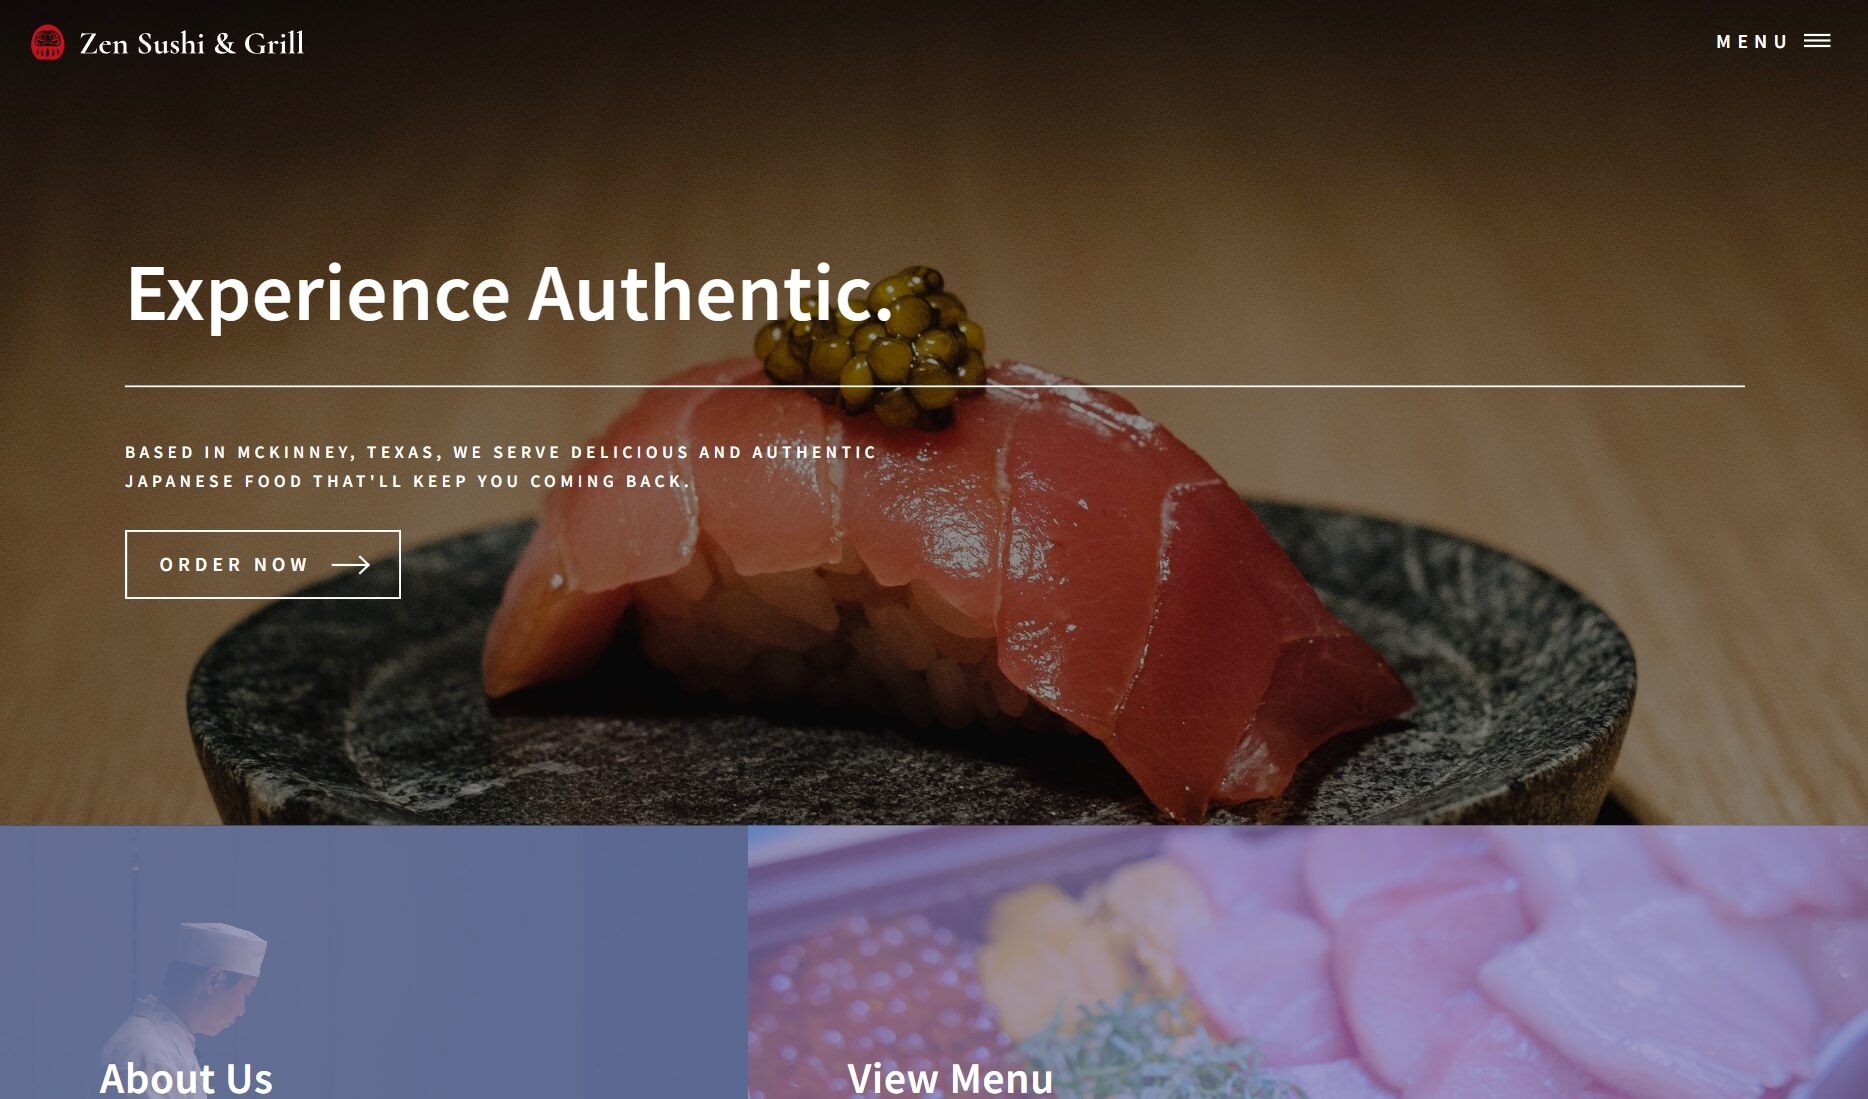 Zen Sushi & Grill
MENU
Experience Authentic.
BASED IN MCKINNEY, TEXAS, WE SERVE DELICIOUS AND AUTHENTIC
JAPANESE FOOD THAT'LL KEEP YOU COMING BACK.
ORDER NOW
About Us
View Menu